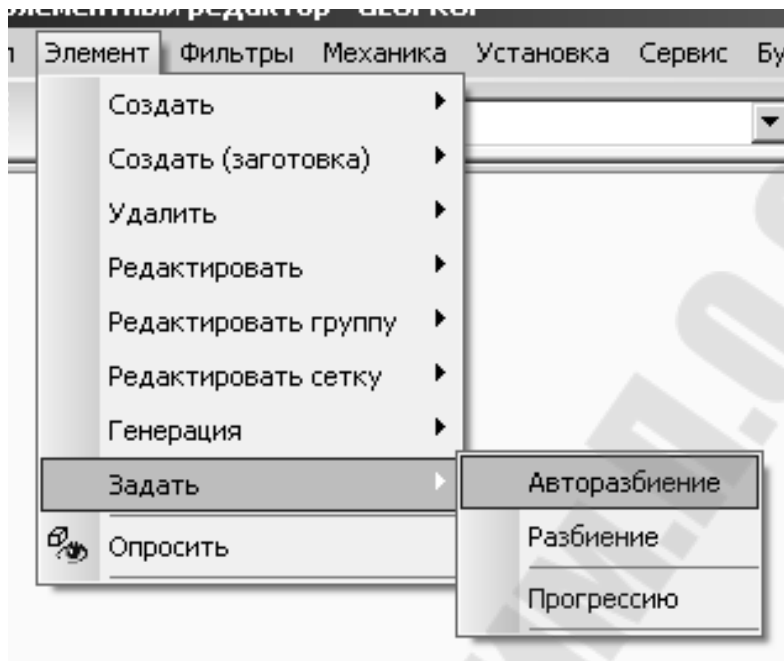 Элемент Фильтры Механика Установка Сервис
Создать
Создать (заготовка)
Удалить
Редактировать
Редактировать группу
Редактировать сетку
Генерация
Задать
Опросить
Авторазбиение
Разбиение
Прогрессию